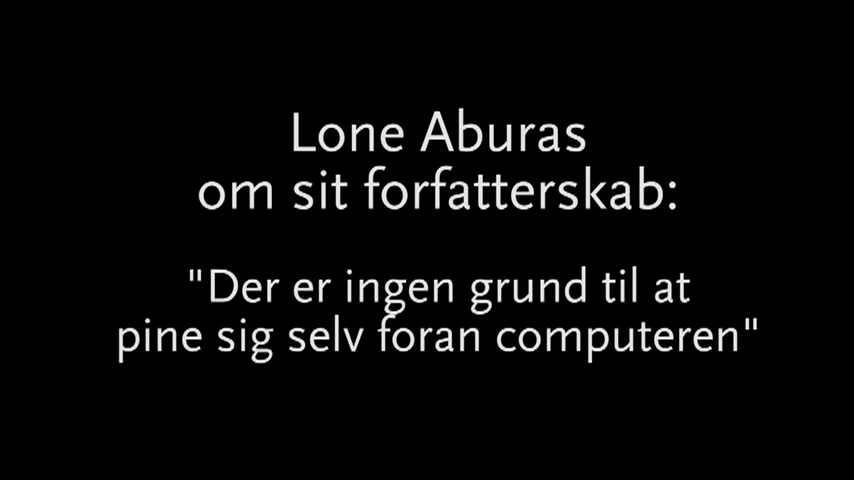 Lone Aburas
om sit forfatterskab:
"Der er ingen grund til at
pine sig selv foran computeren"